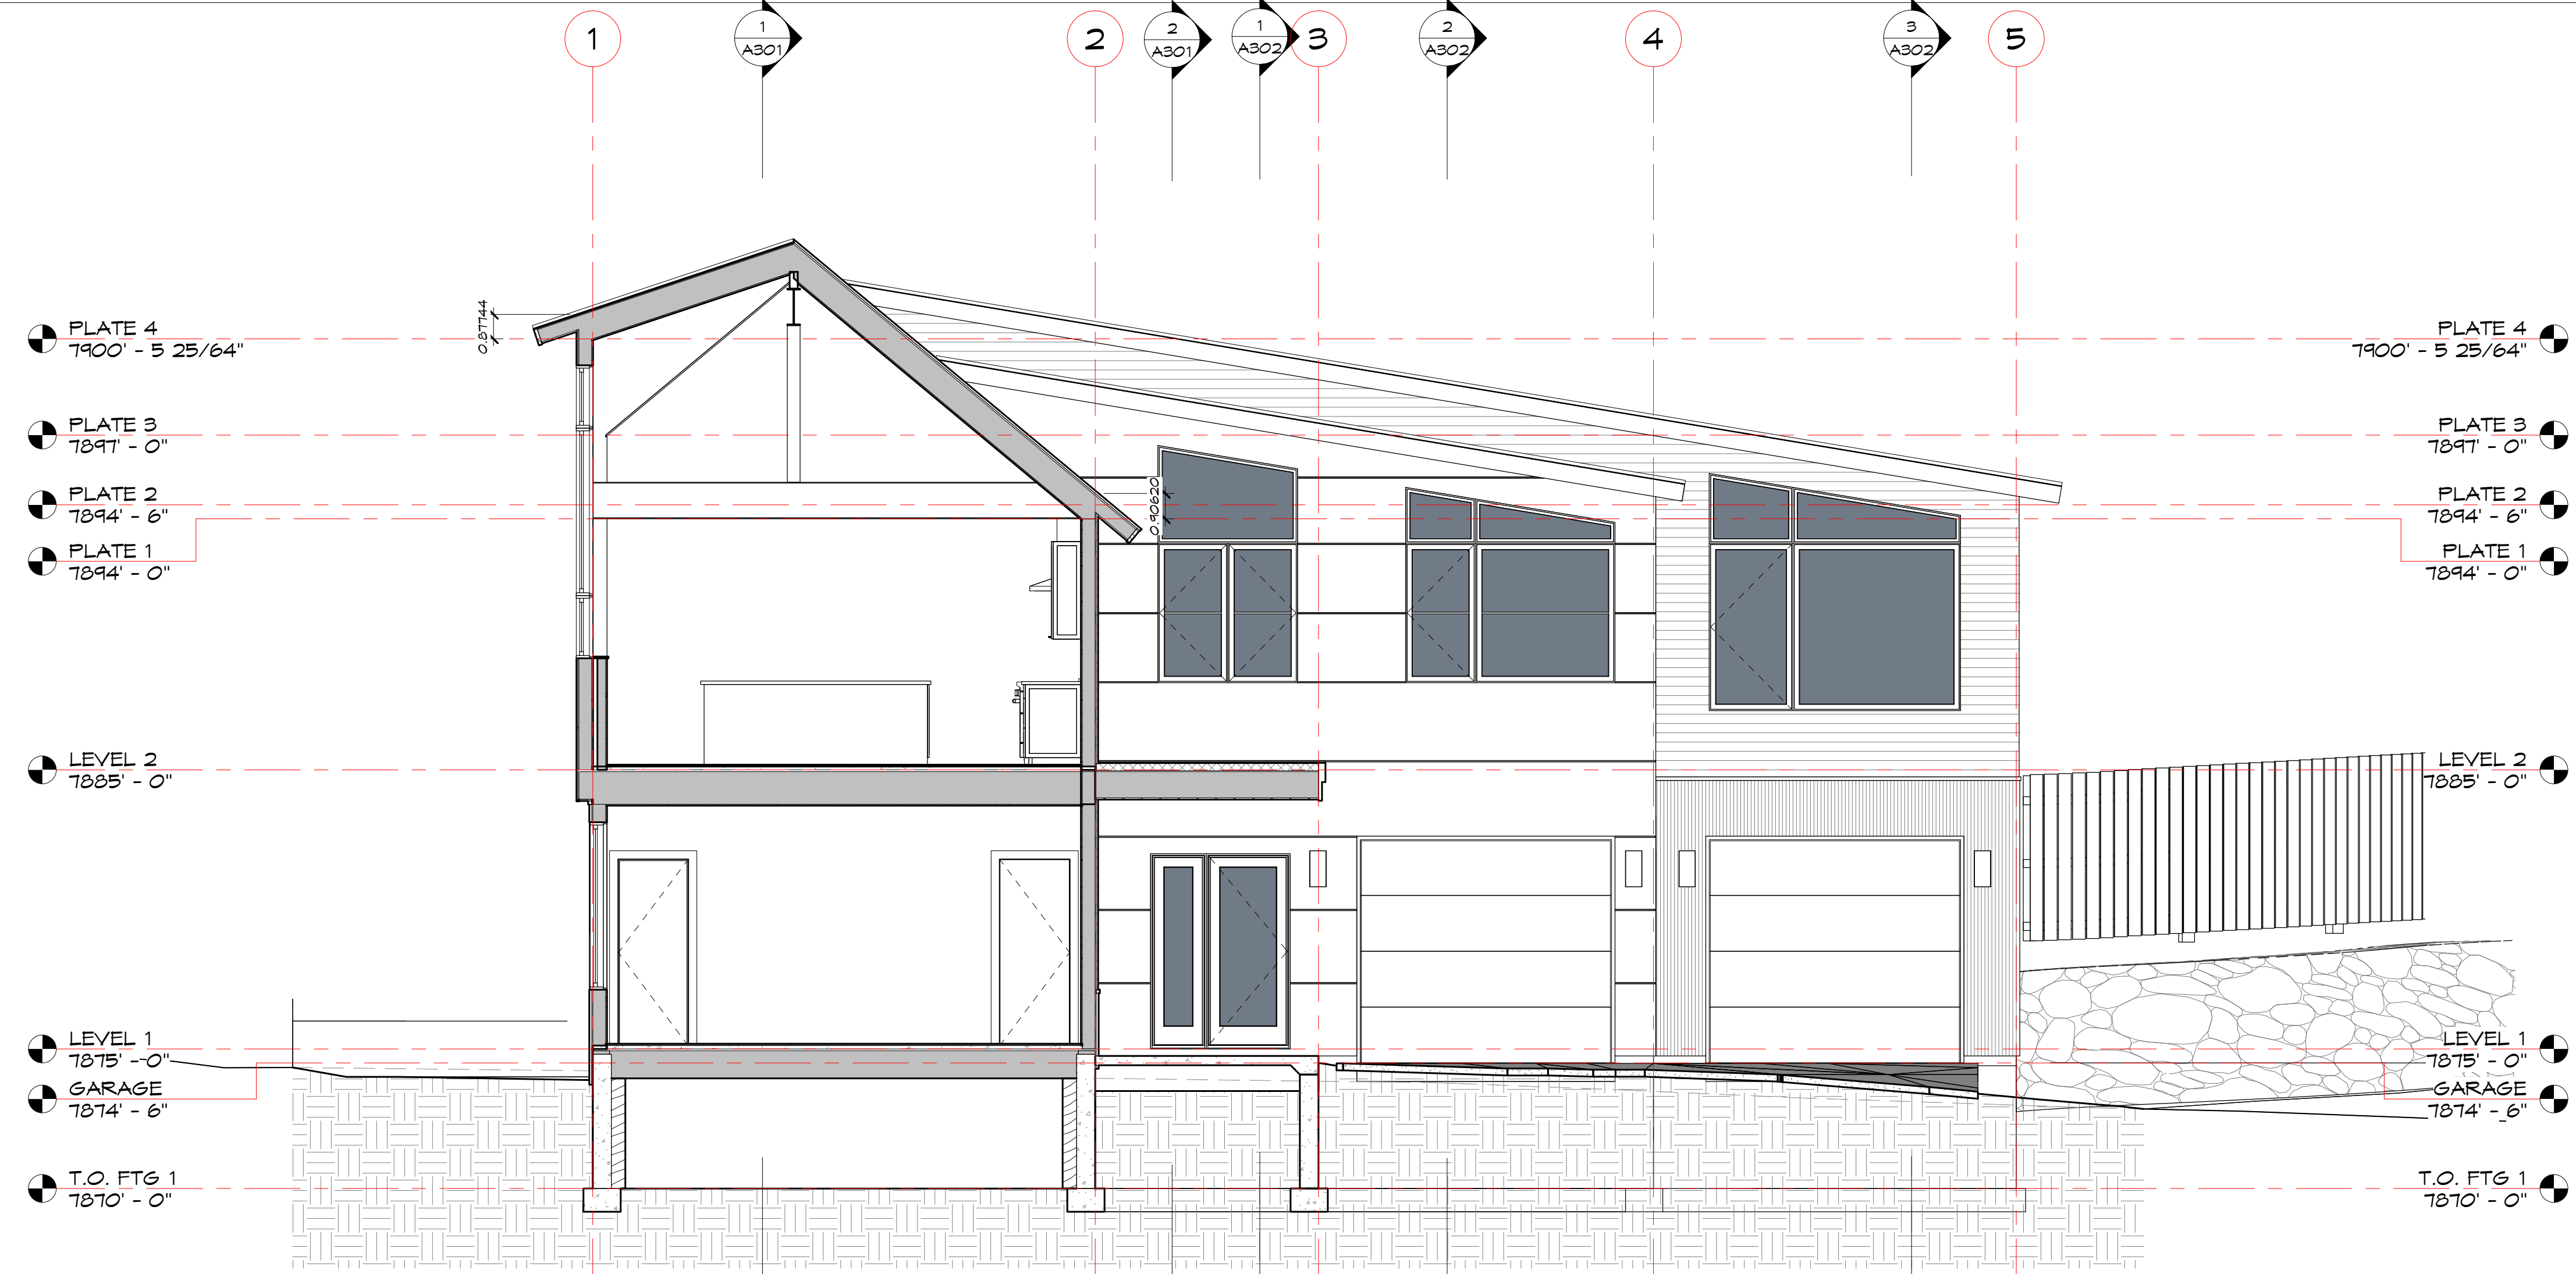 1
1
A301
2
2
A301
1
A302
3
2
A302
4
3
A302
5
0.87744
PLATE 4
7900' - 5 25/64"
PLATE 4
7900' - 5 25/64"
PLATE 3
7897' - 0"
PLATE 3
7897' - 0"
0.90620
PLATE 2
7894' - 6"
PLATE 2
7894' - 6"
PLATE 1
7894' - 0"
PLATE 1
7894' - 0"
LEVEL 2
7885' - 0"
LEVEL 2
7885' - 0"
LEVEL 1
7875' - 0"
LEVEL 1
7875' - 0"
GARAGE
7874' - 6"
GARAGE
7874' - 6"
T.O. FTG 1
7870' - 0"
T.O. FTG 1
7870' - 0"